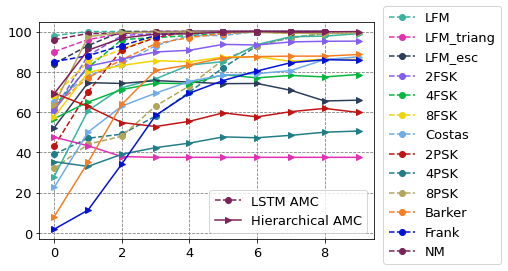 100
80
60
40
20
0
0 2 4 6 8
LSTM AMC
Hierarchical AMC
LFM
LFM_triang
LFM_esc
2FSK
4FSK
8FSK
Costas
2PSK
4PSK
8PSK
Barker
Frank
NM